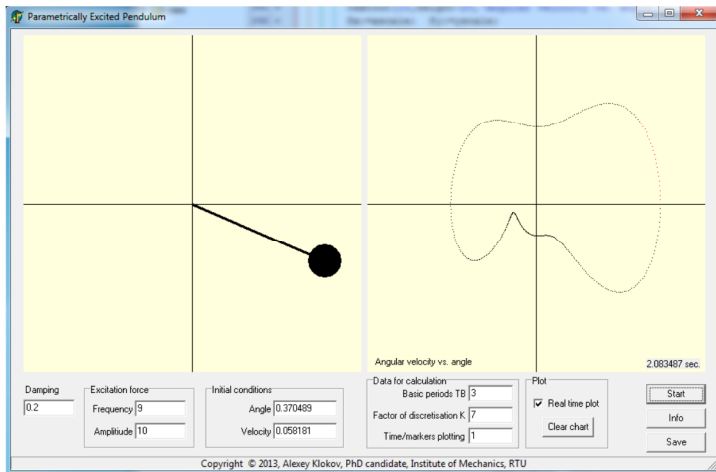 Parametrically Excited Pendulum
Angular velocity vs. angle
2.083487 sec.
Damping
0.2
Excitation force
Frequency 9
Amplitiude 10
Initial conditions
Angle 0.370489
Velocity 0.058181
Data for calculation
Basic periods TB 3
Factor of discretisation K 7
Time/markers plotting 1
Plot
Real time plot
Clear chart
Start
Info
Save
Copyright © 2013, Alexey Klokov, PhD candidate, Institute of Mechanics, RTU